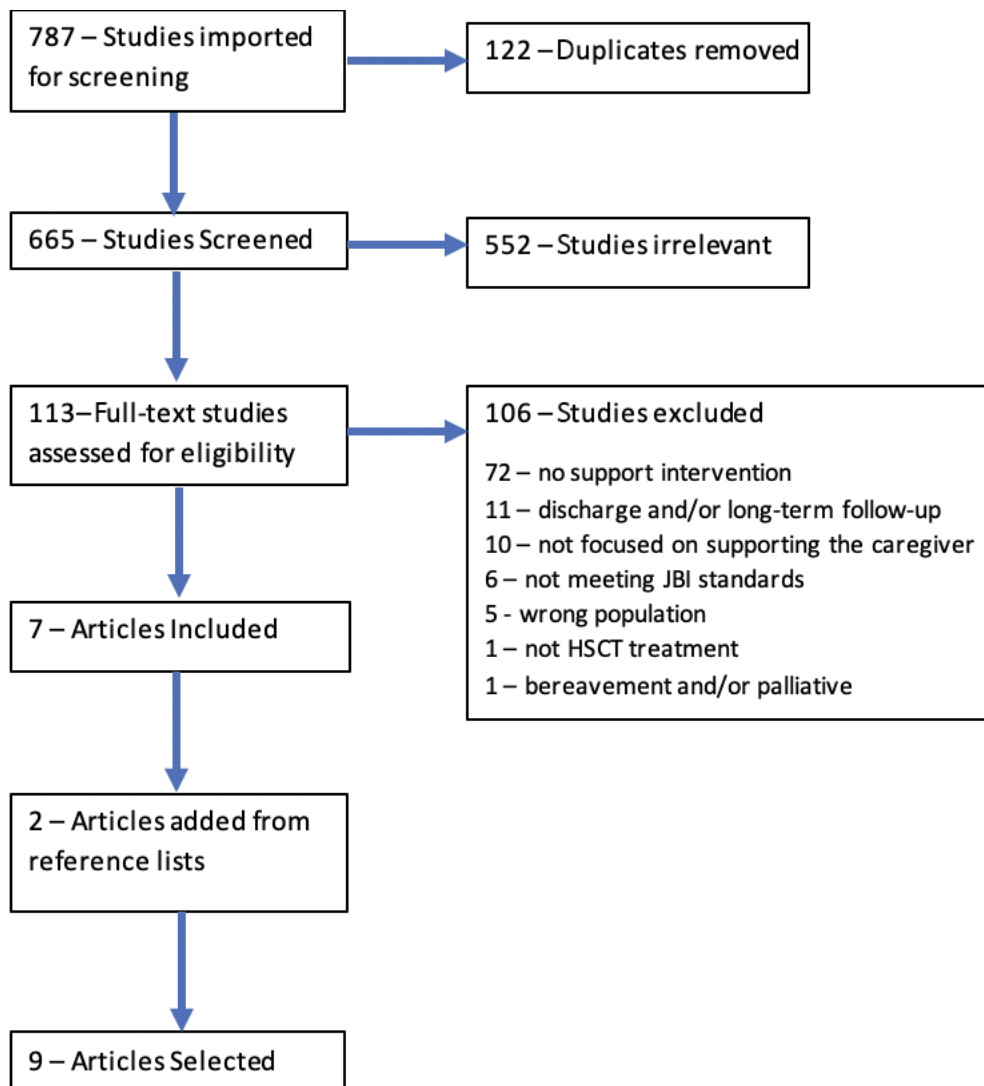 787 – Studies imported
for screening
122 – Duplicates removed
665 – Studies Screened
552 – Studies irrelevant
113–Full-text studies
assessed for eligibility
106 – Studies excluded
72 – no support intervention
11 – discharge and/or long-term follow-up
10 – not focused on supporting the caregiver
6 – not meeting JBI standards
5 - wrong population
1 – not HSCT treatment
1 – bereavement and/or palliative
7 – Articles Included
2 – Articles added from
reference lists
9 – Articles Selected